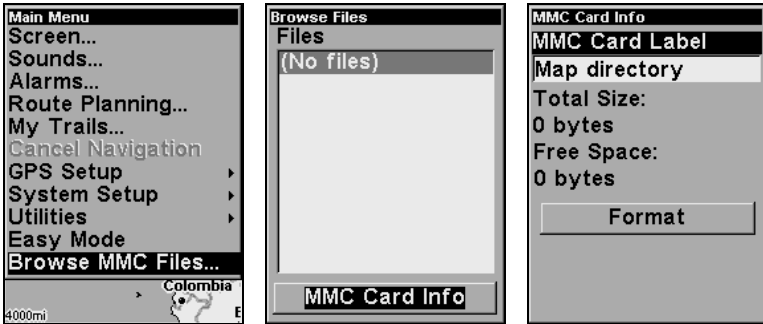 Main Menu
Screen...
Sounds...
Alarms...
Route Planning...
My Trails...
Cancel Navigation
GPS Setup
System Setup
Utilities
Easy Mode
Browse MMC Files...
Colombia
4000mi
E
Browse Files
Files
(No files)
MMC Card Info
MMC Card Info
MMC Card Label
Map directory
Total Size:
0 bytes
Free Space:
0 bytes
Format